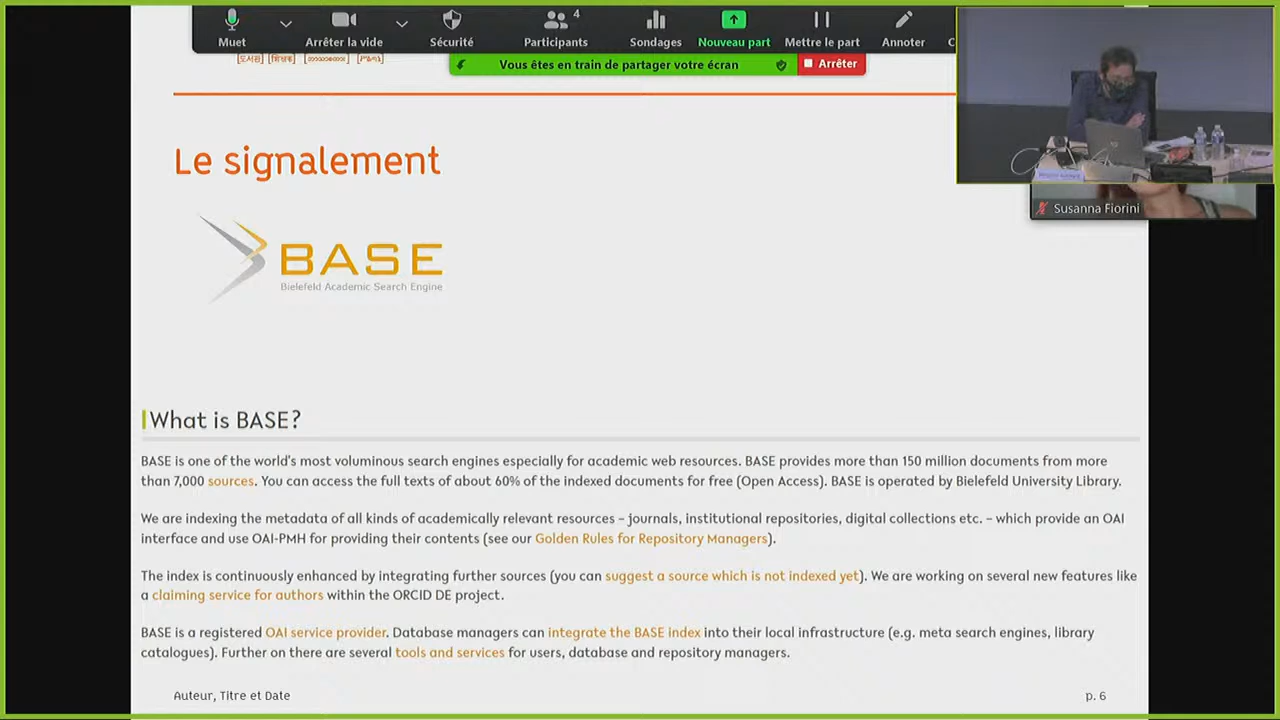 Muet
Arrêter la vide
Sécurité
Participants
4
Sondages
Nouveau part
Mettre le part
Annoter
Vous êtes en train de partager votre écran
Arrêter
Le signalement
BASE
Bielefeld Academic Search Engine
Susanna Fiorini
What is BASE?
BASE is one of the world's most voluminous search engines especially for academic web resources. BASE provides more than 150 million documents from more
than 7,000 sources. You can access the full texts of about 60% of the indexed documents for free (Open Access). BASE is operated by Bielefeld University Library.
We are indexing the metadata of all kinds of academically relevant resources – journals, institutional repositories, digital collections etc. – which provide an OAI
interface and use OAI-PMH for providing their contents (see our Golden Rules for Repository Managers).
The index is continuously enhanced by integrating further sources (you can suggest a source which is not indexed yet). We are working on several new features like
a claiming service for authors within the ORCID DE project.
BASE is a registered OAI service provider. Database managers can integrate the BASE index into their local infrastructure (e.g. meta search engines, library
catalogues). Further on there are several tools and services for users, database and repository managers.
Auteur, Titre et Date
p. 6